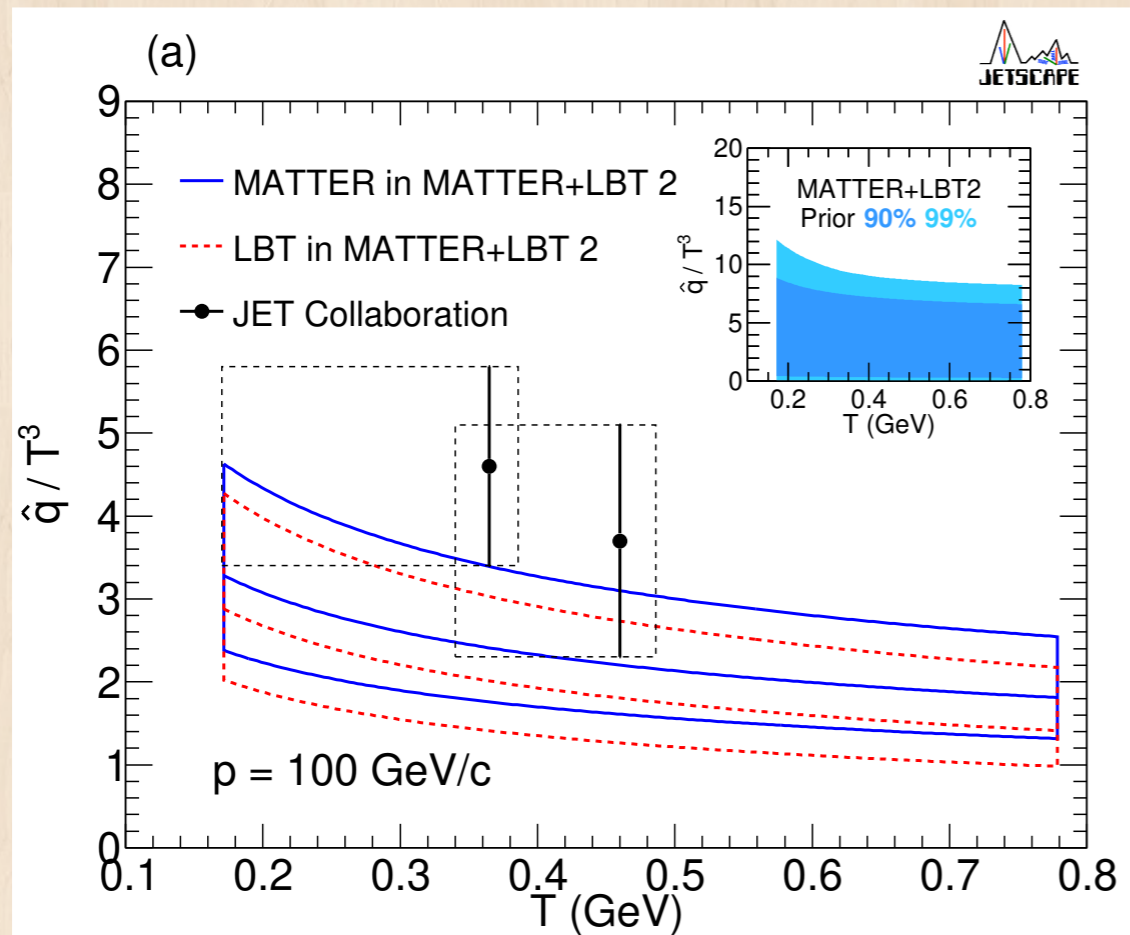 (a)
JETSCAPE
9
8
7
6
5
4
3
2
1
0
q̂ / T³
MATTER in MATTER+LBT 2
LBT in MATTER+LBT 2
JET Collaboration
20
15
10
5
0
q̂ / T³
MATTER+LBT2
Prior 90% 99%
0.2 0.4 0.6 0.8
T (GeV)
p = 100 GeV/c
0.1 0.2 0.3 0.4 0.5 0.6 0.7 0.8
T (GeV)